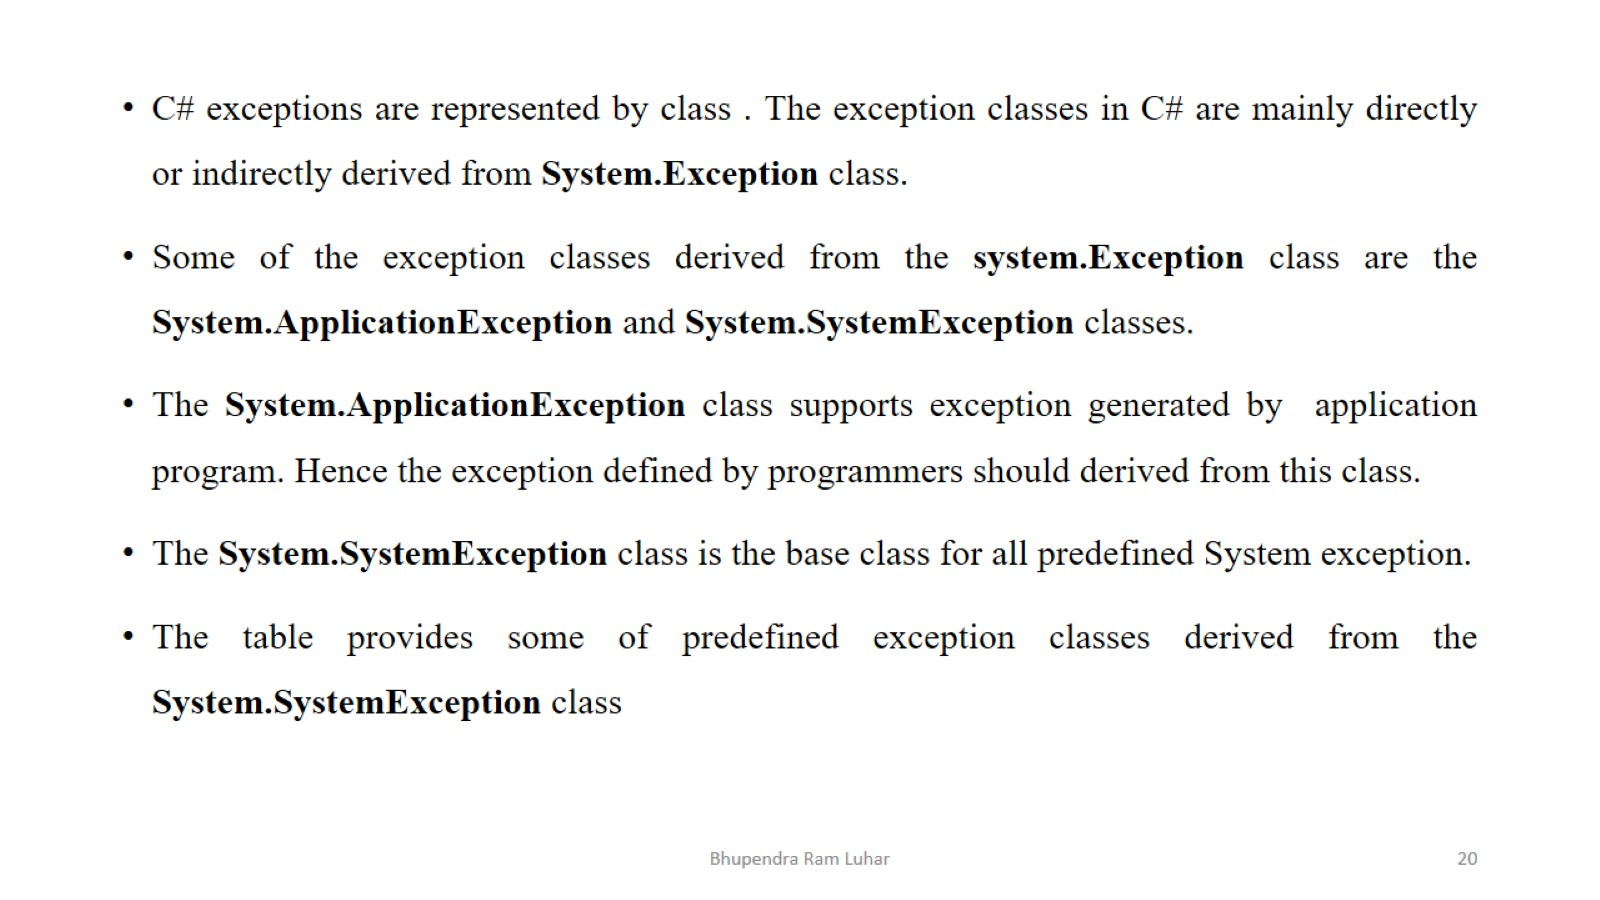 • C# exceptions are represented by class . The exception classes in C# are mainly directly
or indirectly derived from System.Exception class.
• Some of the exception classes derived from the system.Exception class are the
System.ApplicationException and System.SystemException classes.
• The System.ApplicationException class supports exception generated by application
program. Hence the exception defined by programmers should derived from this class.
• The System.SystemException class is the base class for all predefined System exception.
• The table provides some of predefined exception classes derived from the
System.SystemException class
Bhupendra Ram Luhar
20